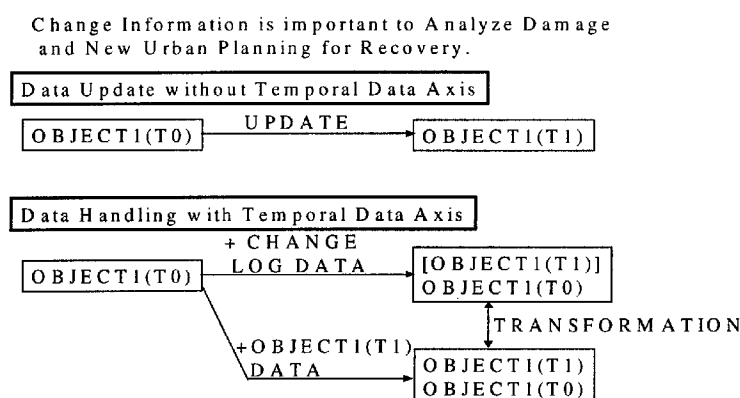 Change Information is important to Analyze Damage
and New Urban Planning for Recovery.
Data Update without Temporal Data Axis
OBJECT1(T0)
UPDATE
OBJECT1(T1)
Data Handling with Temporal Data Axis
OBJECT1(T0)
+ CHANGE
LOG DATA
[OBJECT1(T1)]
OBJECT1(T0)
TRANSFORMATION
+OBJECT1(T1)
DATA
OBJECT1(T1)
OBJECT1(T0)